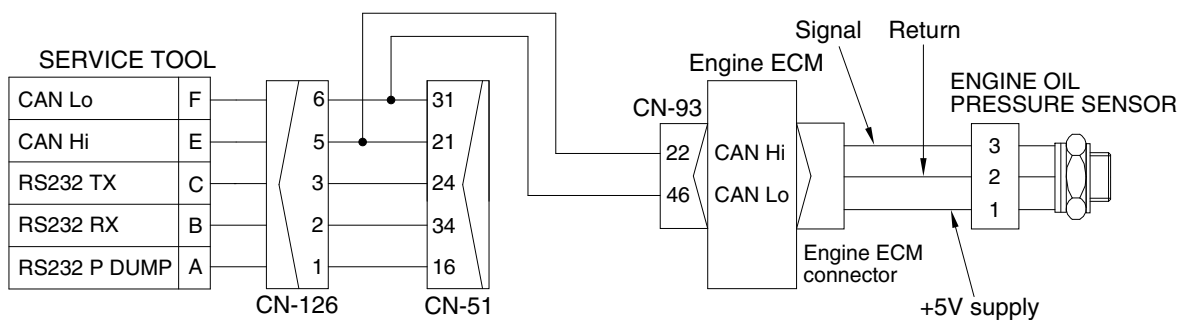 SERVICE TOOL
CAN Lo F 6 31
CAN Hi E 5 21
RS232 TX C 3 24
RS232 RX B 2 34
RS232 P DUMP A 1 16
CN-126 CN-51
Signal Return
Engine ECM
CN-93
22 CAN Hi
46 CAN Lo
Engine ECM
connector
ENGINE OIL
PRESSURE SENSOR
3
2
1
+5V supply